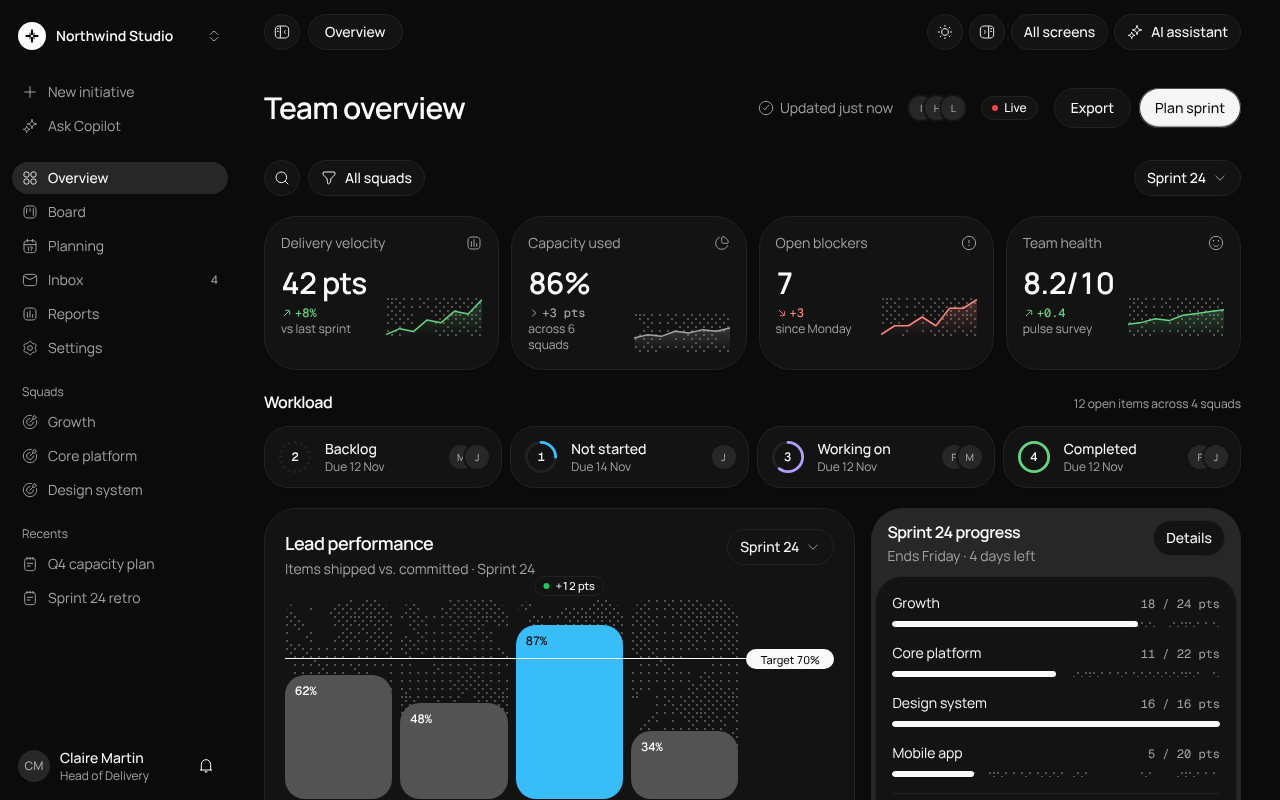 Northwind Studio
New initiative
Ask Copilot
Overview
Board
Planning
Inbox 4
Reports
Settings
Squads
Growth
Core platform
Design system
Recents
Q4 capacity plan
Sprint 24 retro
CM
Claire Martin
Head of Delivery
Overview
All screens
AI assistant
Team overview
Updated just now
L
Live
Export
Plan sprint
All squads
Sprint 24
Delivery velocity
42 pts
+8%
vs last sprint
Capacity used
86%
+3 pts
across 6
squads
Open blockers
7
+3
since Monday
Team health
8.2/10
+0.4
pulse survey
Workload
12 open items across 4 squads
2
Backlog
Due 12 Nov
M J
1
Not started
Due 14 Nov
J
3
Working on
Due 12 Nov
F M
4
Completed
Due 12 Nov
F J
Lead performance
Items shipped vs. committed · Sprint 24
Sprint 24
+12 pts
87%
Target 70%
62%
48%
34%
Sprint 24 progress
Ends Friday · 4 days left
Details
Growth 18 / 24 pts
Core platform 11 / 22 pts
Design system 16 / 16 pts
Mobile app 5 / 20 pts